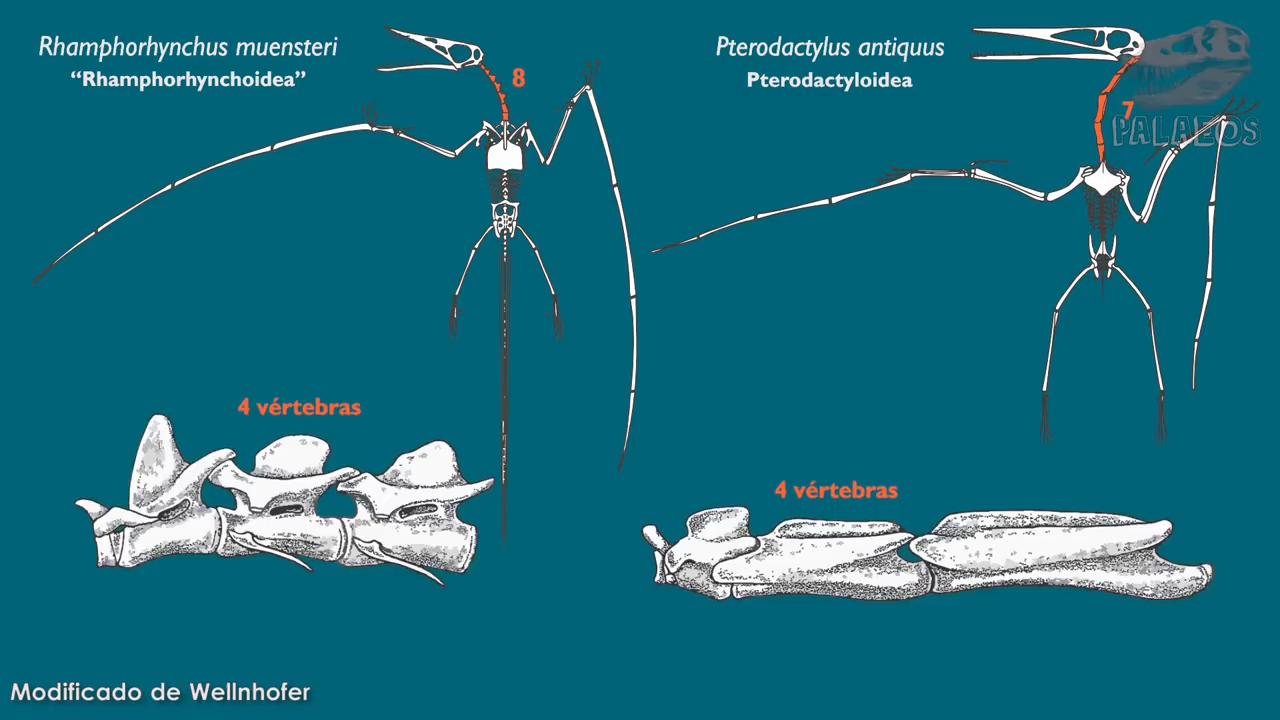 Rhamphorhynchus muensteri
“Rhamphorhynchoidea”
8
Pterodactylus antiquus
Pterodactyloidea
7
PALAEOS
4 vértebras
4 vértebras
Modificado de Wellnhofer